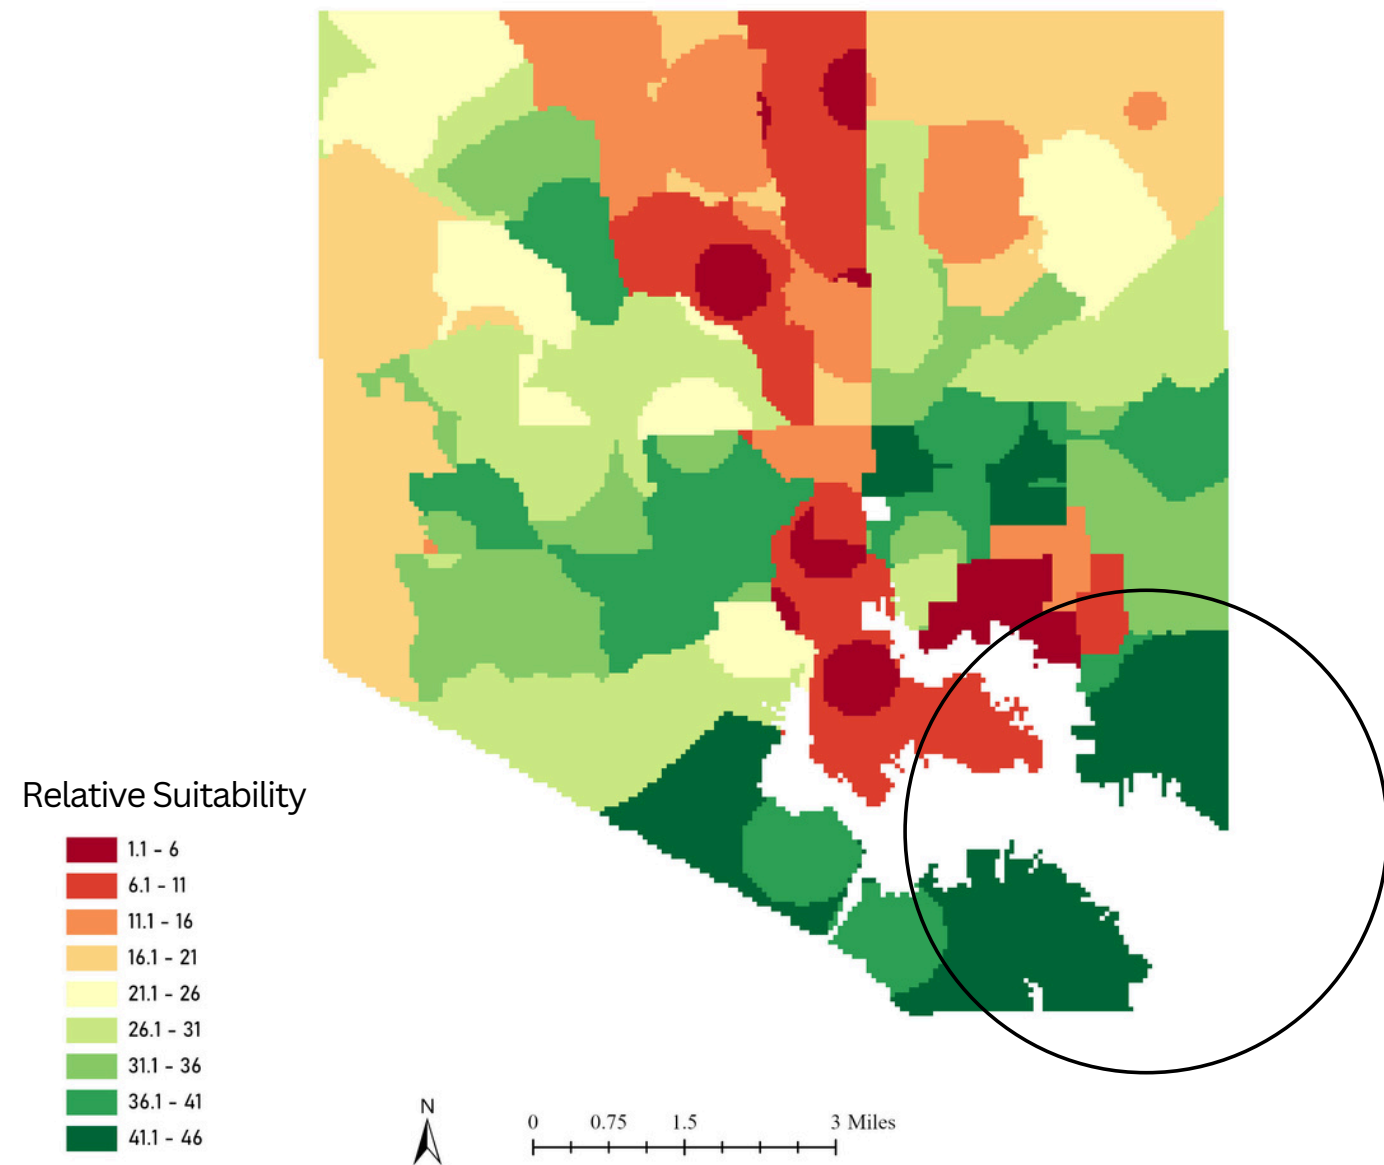 Relative Suitability
1.1 - 6
6.1 - 11
11.1 - 16
16.1 - 21
21.1 - 26
26.1 - 31
31.1 - 36
36.1 - 41
41.1 - 46
N
0 0.75 1.5 3 Miles